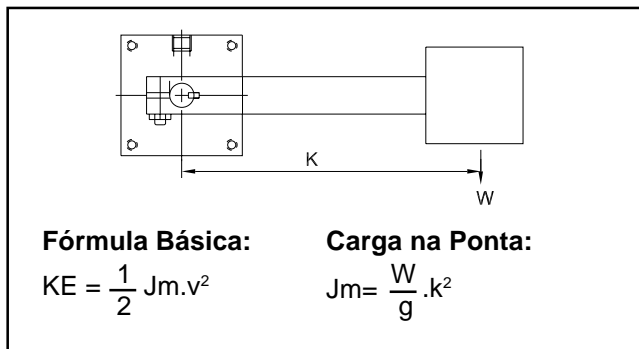 K
W
Fórmula Básica:
KE = 1/2 Jm.v²
Carga na Ponta:
Jm= W/g .k²